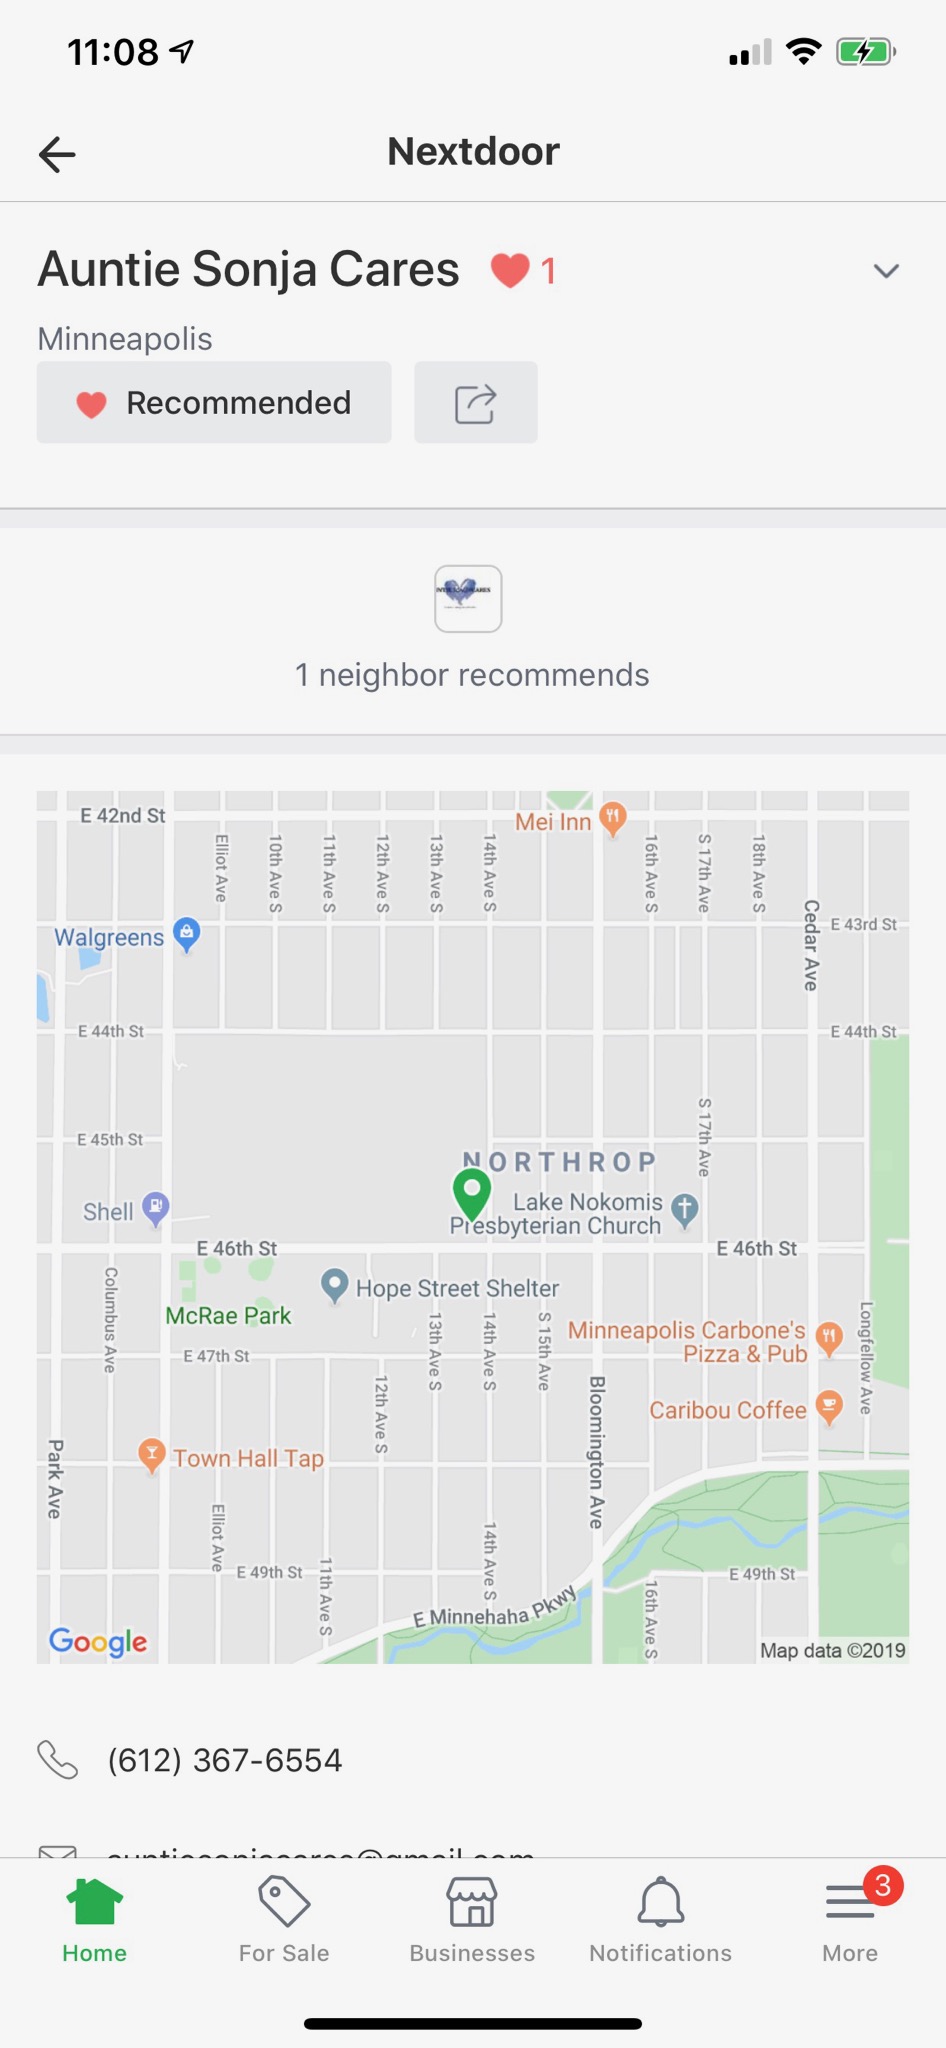 11:08
Nextdoor
Auntie Sonja Cares 1
Minneapolis
Recommended
1 neighbor recommends
E 42nd St
Mei Inn
Elliot Ave
10th Ave S
11th Ave S
12th Ave S
13th Ave S
14th Ave S
16th Ave S
S 17th Ave
18th Ave S
Cedar Ave
E 43rd St
Walgreens
E 44th St
E 44th St
E 45th St
S 17th Ave
NORTHROP
Shell
Lake Nokomis
Presbyterian Church
E 46th St
E 46th St
Columbus Ave
Hope Street Shelter
McRae Park
13th Ave S
14th Ave S
S 15th Ave
Minneapolis Carbone's
Pizza & Pub
Longfellow Ave
E 47th St
12th Ave S
Bloomington Ave
Caribou Coffee
Park Ave
Town Hall Tap
Elliot Ave
14th Ave S
E 49th St
11th Ave S
E 49th St
16th Ave S
E Minnehaha Pkwy
Google
Map data ©2019
(612) 367-6554
Home
For Sale
Businesses
Notifications
3
More